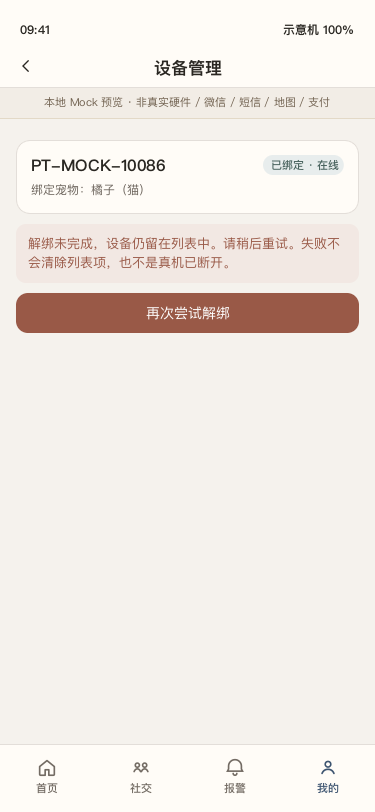 09:41
示意机 100%
设备管理
本地 Mock 预览 · 非真实硬件 / 微信 / 短信 / 地图 / 支付
PT-MOCK-10086
已绑定 · 在线
绑定宠物：橘子（猫）
解绑未完成，设备仍留在列表中。请稍后重试。失败不
会清除列表项，也不是真机已断开。
再次尝试解绑
首页
社交
报警
我的